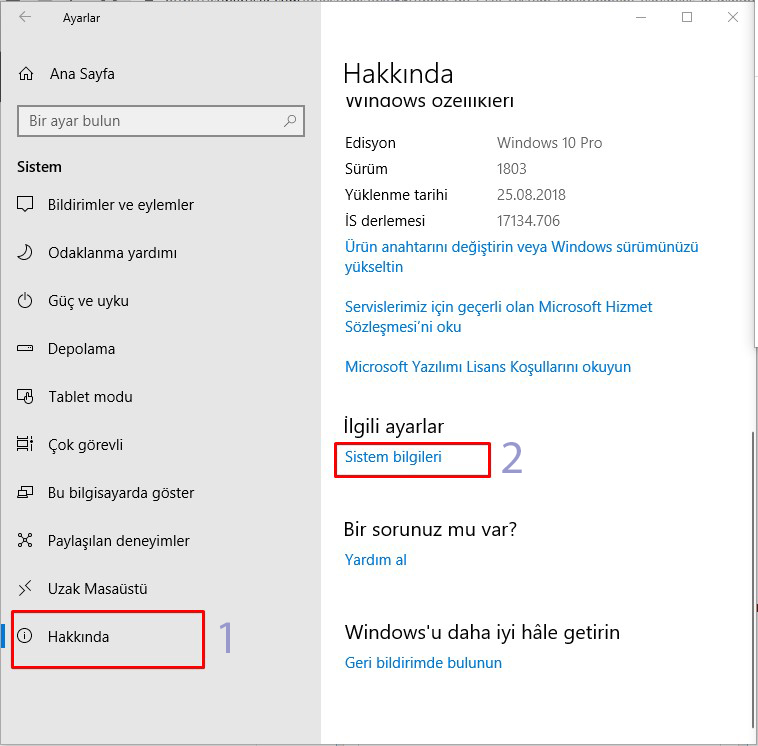 Ayarlar
Ana Sayfa
Bir ayar bulun
Sistem
Bildirimler ve eylemler
Odaklanma yardımı
Güç ve uyku
Depolama
Tablet modu
Çok görevli
Bu bilgisayarda göster
Paylaşılan deneyimler
Uzak Masaüstü
Hakkında
1
Hakkında
Windows özellikleri
Edisyon Windows 10 Pro
Sürüm 1803
Yüklenme tarihi 25.08.2018
İS derlemesi 17134.706
Ürün anahtarını değiştirin veya Windows sürümünüzü
yükseltin
Servislerimiz için geçerli olan Microsoft Hizmet
Sözleşmesi'ni oku
Microsoft Yazılımı Lisans Koşullarını okuyun
İlgili ayarlar
Sistem bilgileri
2
Bir sorunuz mu var?
Yardım al
Windows'u daha iyi hâle getirin
Geri bildirimde bulunun